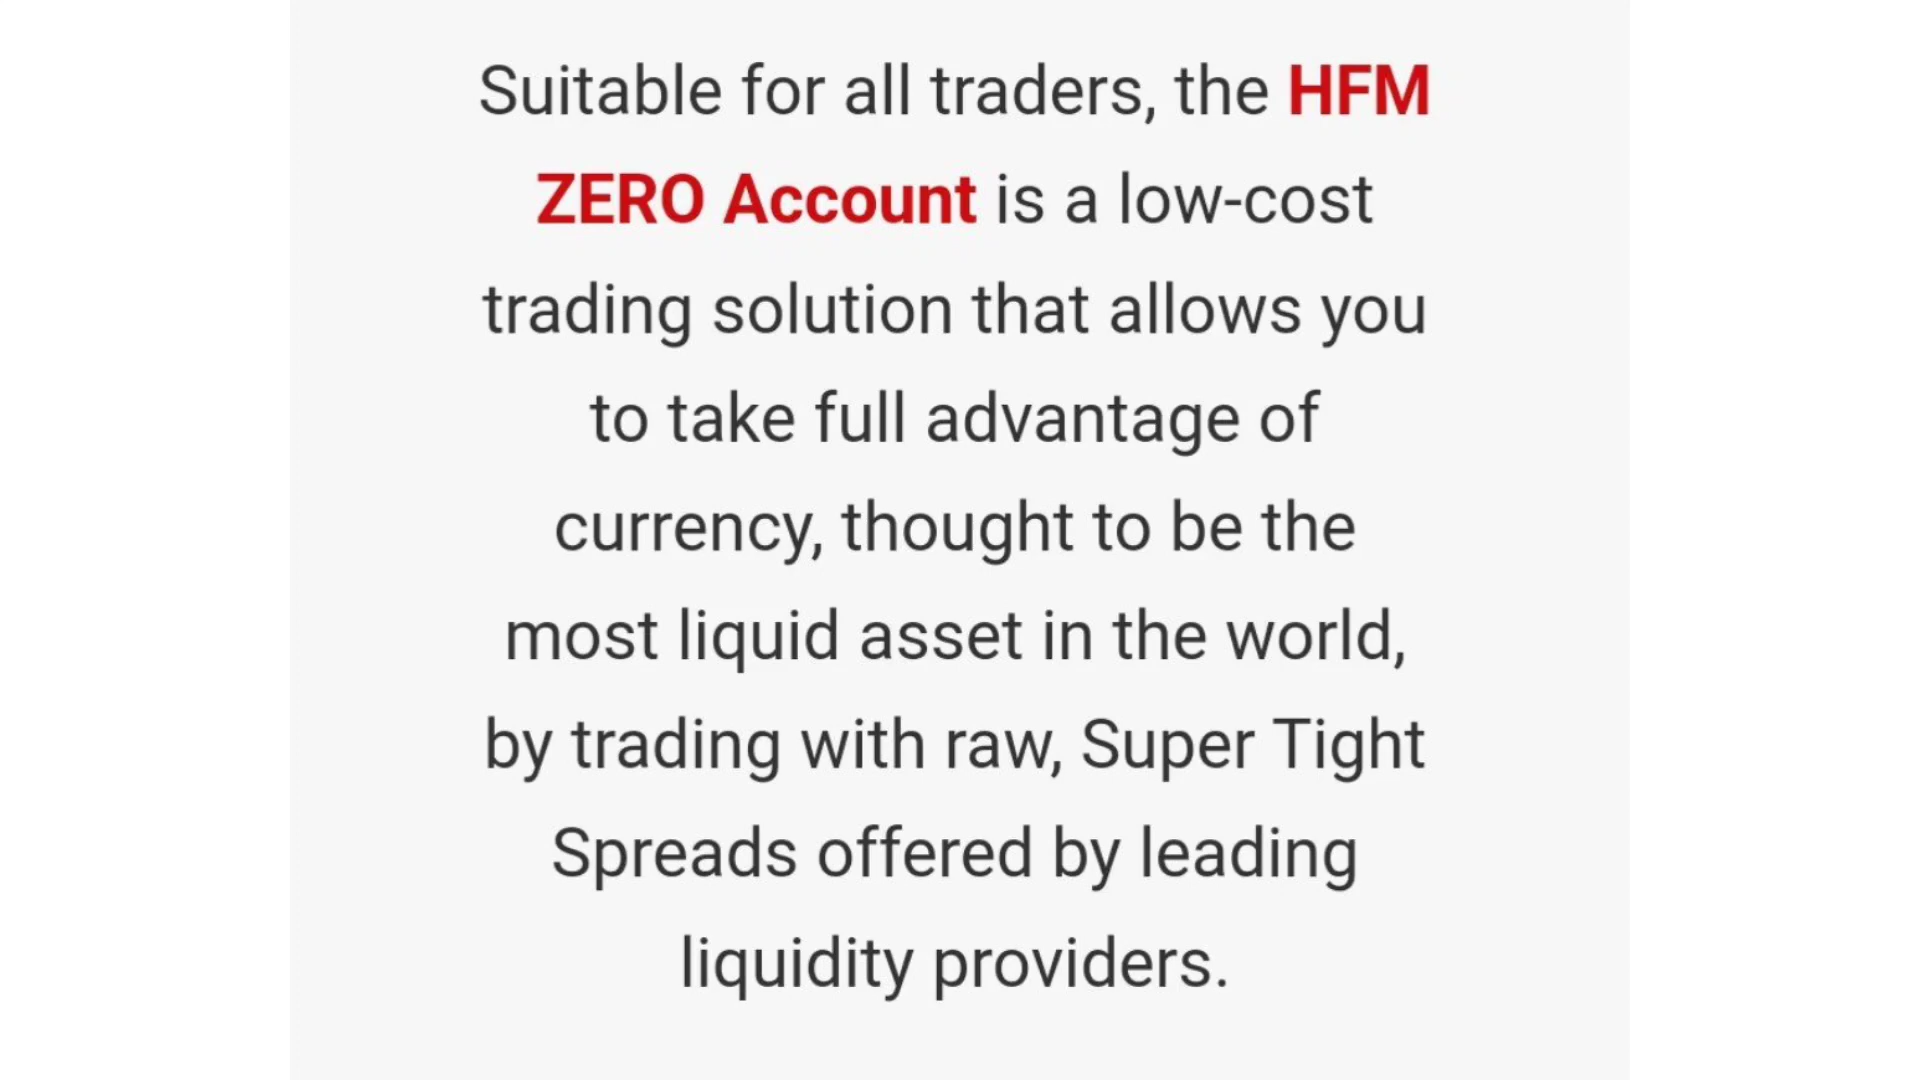 Suitable for all traders, the HFM
ZERO Account is a low-cost
trading solution that allows you
to take full advantage of
currency, thought to be the
most liquid asset in the world,
by trading with raw, Super Tight
Spreads offered by leading
liquidity providers.